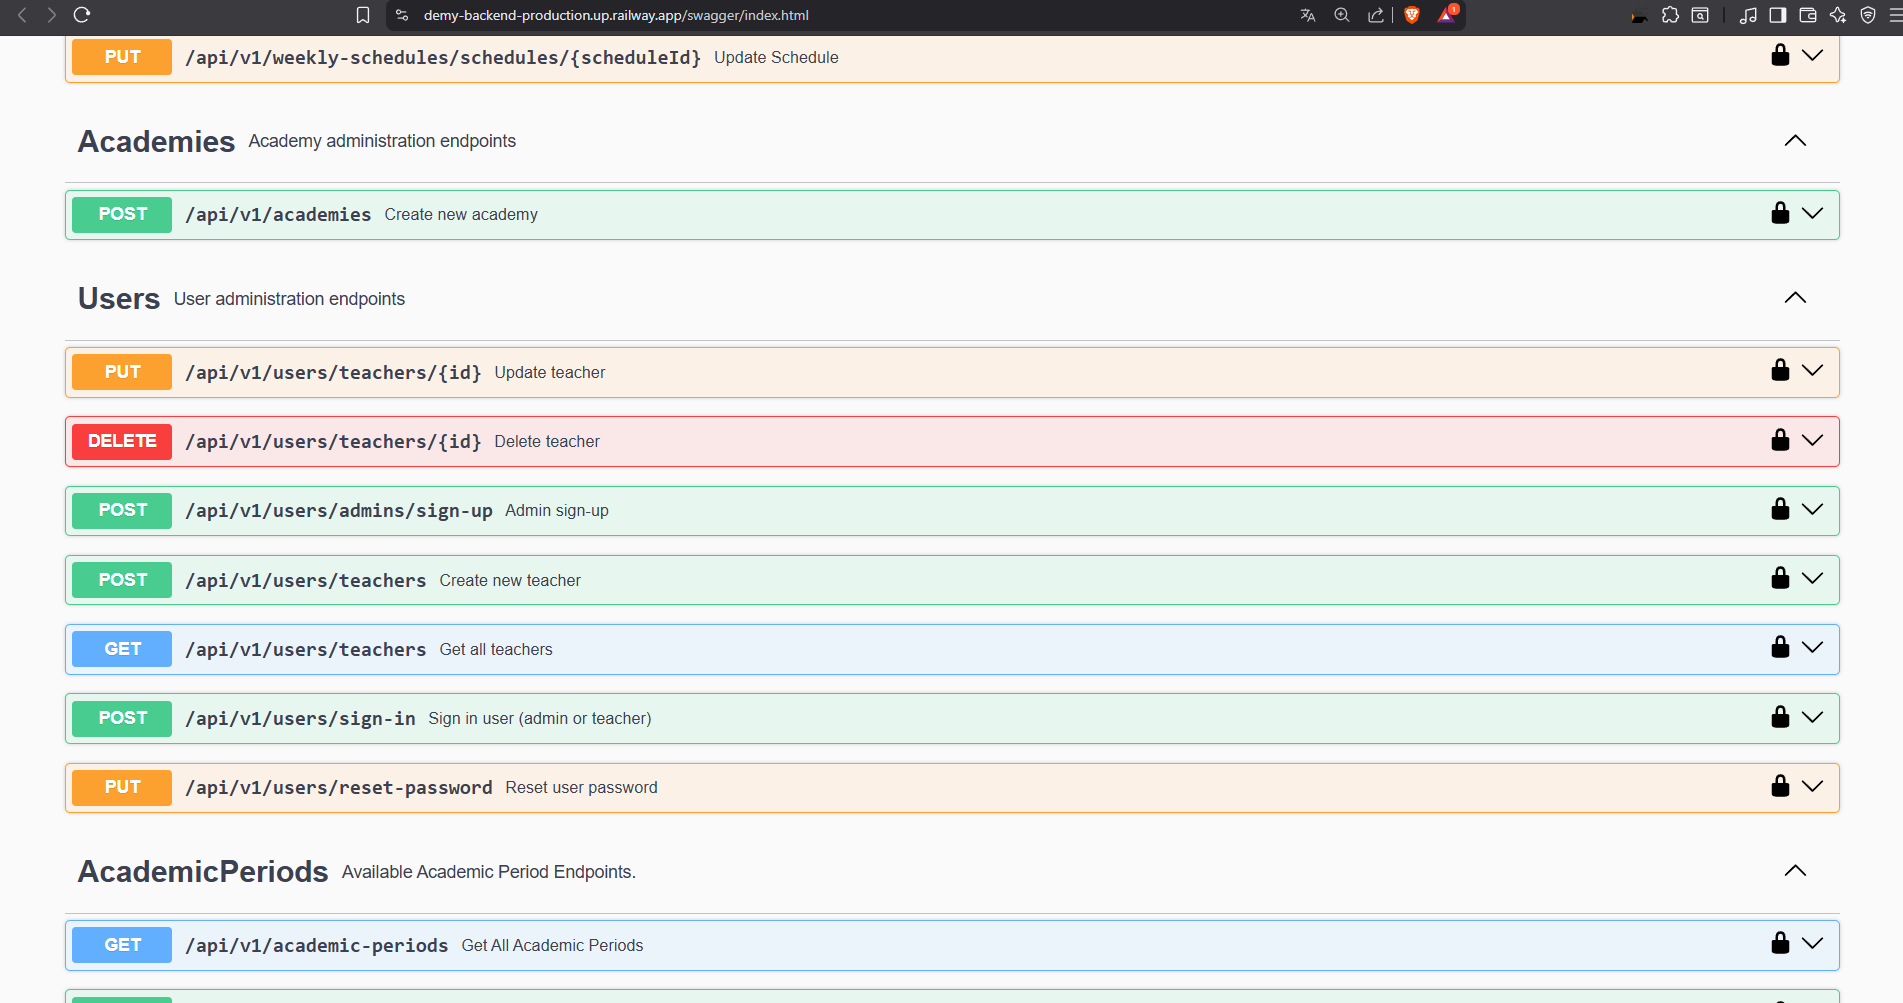 demy-backend-production.up.railway.app/swagger/index.html
1
PUT /api/v1/weekly-schedules/schedules/{scheduleId} Update Schedule
Academies Academy administration endpoints
POST /api/v1/academies Create new academy
Users User administration endpoints
PUT /api/v1/users/teachers/{id} Update teacher
DELETE /api/v1/users/teachers/{id} Delete teacher
POST /api/v1/users/admins/sign-up Admin sign-up
POST /api/v1/users/teachers Create new teacher
GET /api/v1/users/teachers Get all teachers
POST /api/v1/users/sign-in Sign in user (admin or teacher)
PUT /api/v1/users/reset-password Reset user password
AcademicPeriods Available Academic Period Endpoints.
GET /api/v1/academic-periods Get All Academic Periods